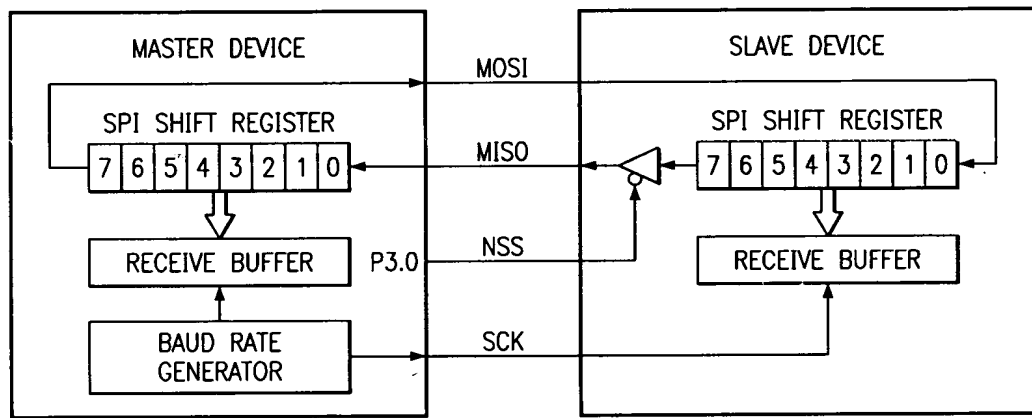 MASTER DEVICE
SLAVE DEVICE
MOSI
SPI SHIFT REGISTER
SPI SHIFT REGISTER
7 6 5 4 3 2 1 0
MISO
7 6 5 4 3 2 1 0
RECEIVE BUFFER
P3.0
NSS
RECEIVE BUFFER
BAUD RATE
GENERATOR
SCK